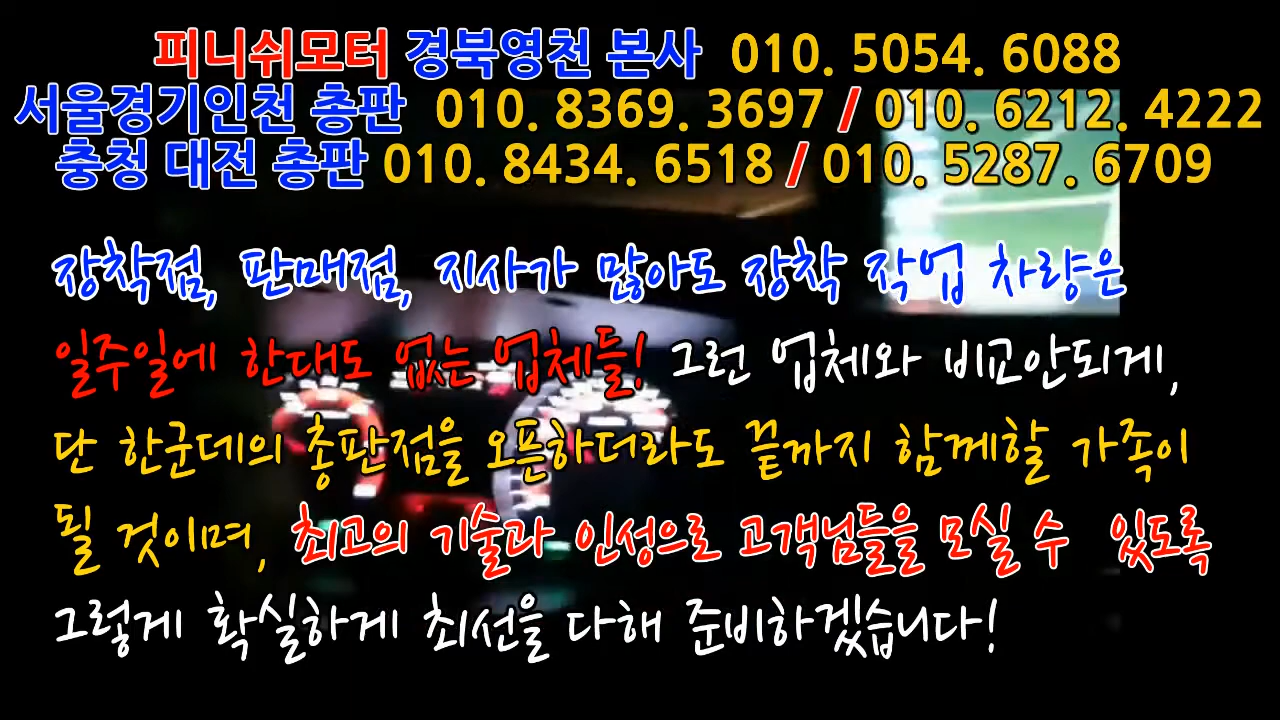 피니쉬모터 경북영천 본사 010. 5054. 6088
서울경기인천 총판 010. 8369. 3697 / 010. 6212. 4222
충청 대전 총판 010. 8434. 6518 / 010. 5287. 6709
장착점, 판매점, 지사가 많아도 장착 작업 차량은
일주일에 한대도 없는 업체들! 그런 업체와 비교안되게,
단 한군데의 총판점을 오픈하더라도 끝까지 함께할 가족이
될 것이며, 최고의 기술과 인성으로 고객님들을 모실 수 있도록
그렇게 확실하게 최선을 다해 준비하겠습니다!